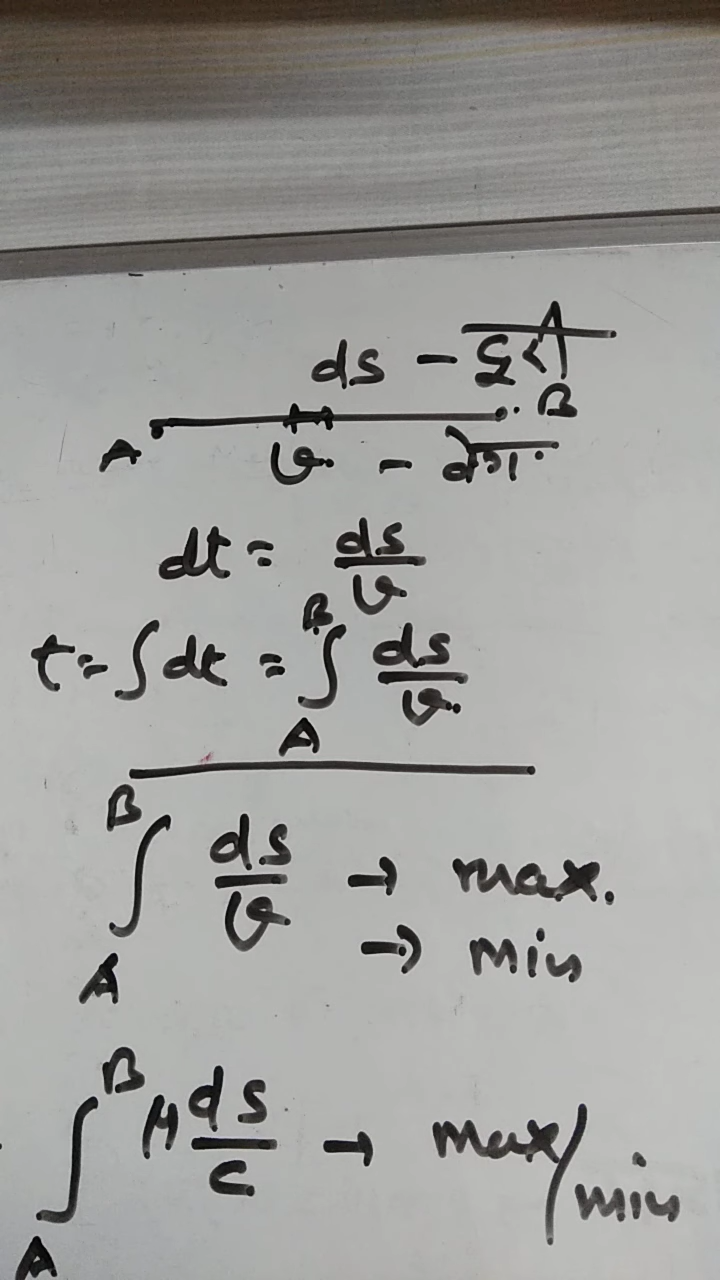 ds - दूरी
A B
v - वेग
dt = ds/v
t = ∫ dt = ∫_A^B ds/v
∫_A^B ds/v → max.
→ min
∫_A^B μ ds/c → max/min